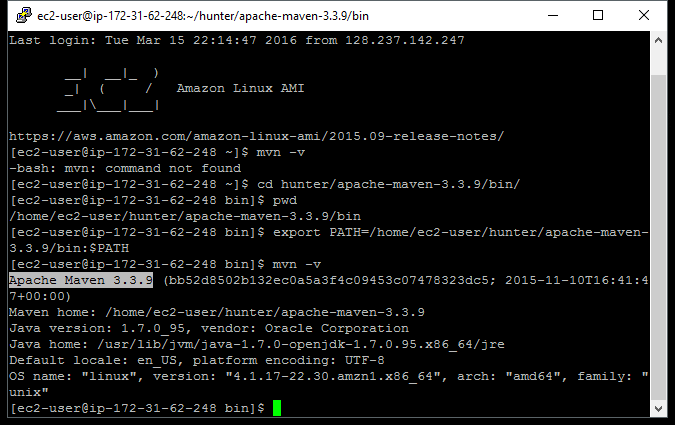 ec2-user@ip-172-31-62-248:~/hunter/apache-maven-3.3.9/bin
Last login: Tue Mar 15 22:14:47 2016 from 128.237.142.247
       __|  __|_  )
       _|  (     /   Amazon Linux AMI
      ___|\___|___|
https://aws.amazon.com/amazon-linux-ami/2015.09-release-notes/
[ec2-user@ip-172-31-62-248 ~]$ mvn -v
-bash: mvn: command not found
[ec2-user@ip-172-31-62-248 ~]$ cd hunter/apache-maven-3.3.9/bin/
[ec2-user@ip-172-31-62-248 bin]$ pwd
/home/ec2-user/hunter/apache-maven-3.3.9/bin
[ec2-user@ip-172-31-62-248 bin]$ export PATH=/home/ec2-user/hunter/apache-maven-
3.3.9/bin:$PATH
[ec2-user@ip-172-31-62-248 bin]$ mvn -v
Apache Maven 3.3.9 (bb52d8502b132ec0a5a3f4c09453c07478323dc5; 2015-11-10T16:41:4
7+00:00)
Maven home: /home/ec2-user/hunter/apache-maven-3.3.9
Java version: 1.7.0_95, vendor: Oracle Corporation
Java home: /usr/lib/jvm/java-1.7.0-openjdk-1.7.0.95.x86_64/jre
Default locale: en_US, platform encoding: UTF-8
OS name: "linux", version: "4.1.17-22.30.amzn1.x86_64", arch: "amd64", family: "
unix"
[ec2-user@ip-172-31-62-248 bin]$